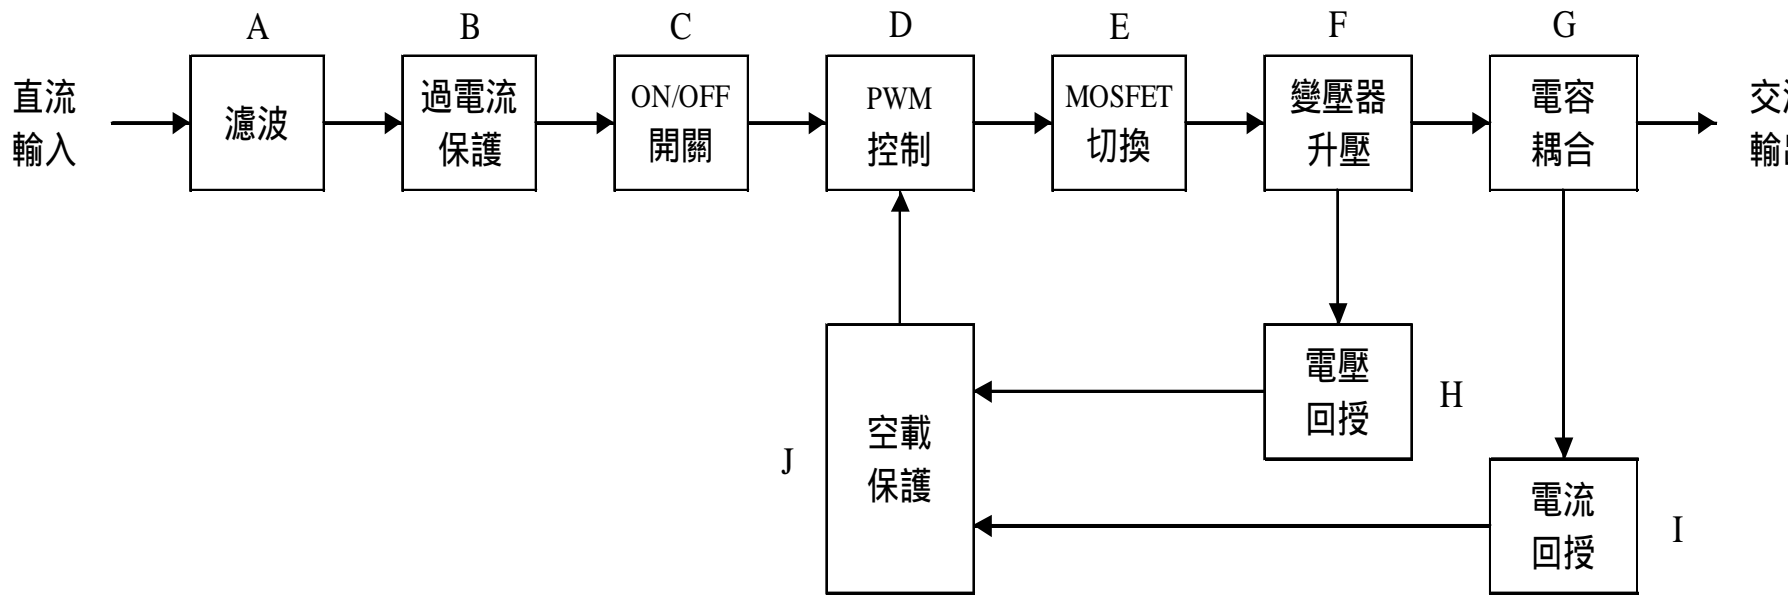 A
B
C
D
E
F
G
直流
輸入
濾波
過電流
保護
ON/OFF
開關
PWM
控制
MOSFET
切換
變壓器
升壓
電容
耦合
交
輸
J
空載
保護
電壓
回授
H
電流
回授
I